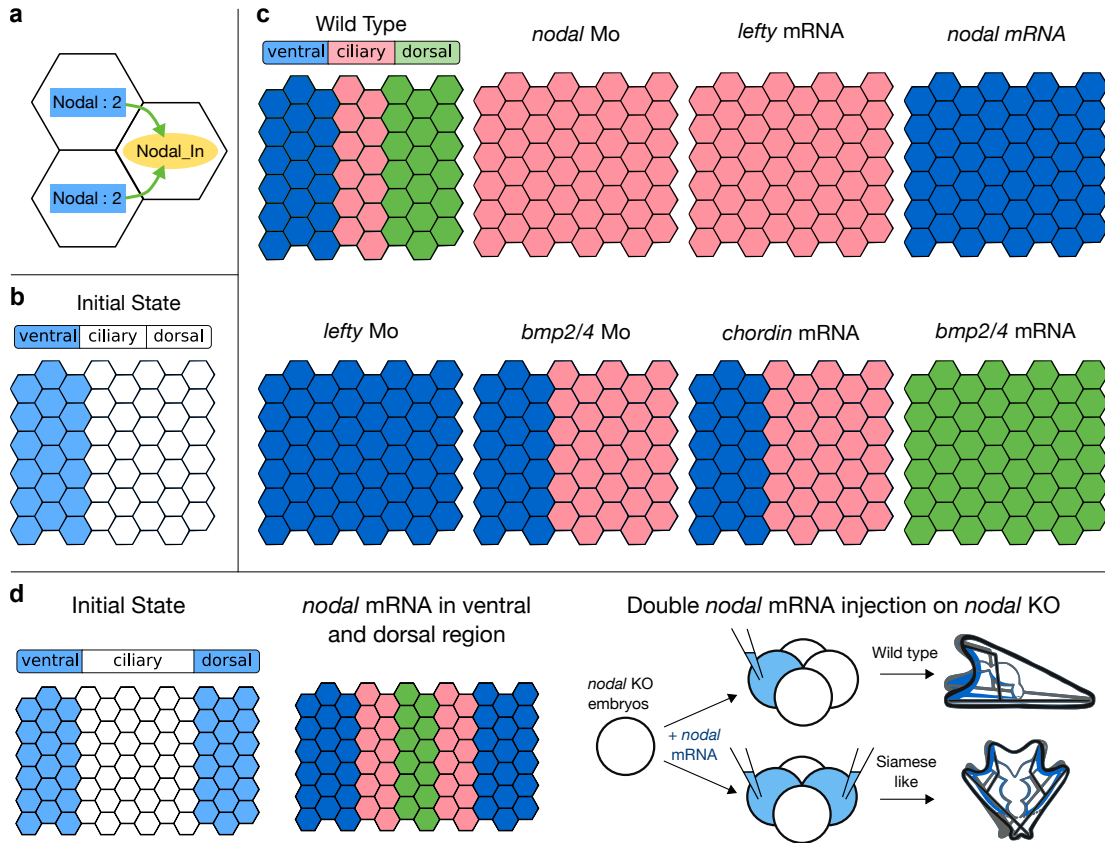 a
Nodal : 2
Nodal_In
Nodal : 2
b
Initial State
ventral ciliary dorsal
c
Wild Type
ventral ciliary dorsal
nodal Mo
lefty mRNA
nodal mRNA
lefty Mo
bmp2/4 Mo
chordin mRNA
bmp2/4 mRNA
d
Initial State
ventral ciliary dorsal
nodal mRNA in ventral
and dorsal region
Double nodal mRNA injection on nodal KO
nodal KO
embryos
+ nodal
mRNA
Wild type
Siamese
like